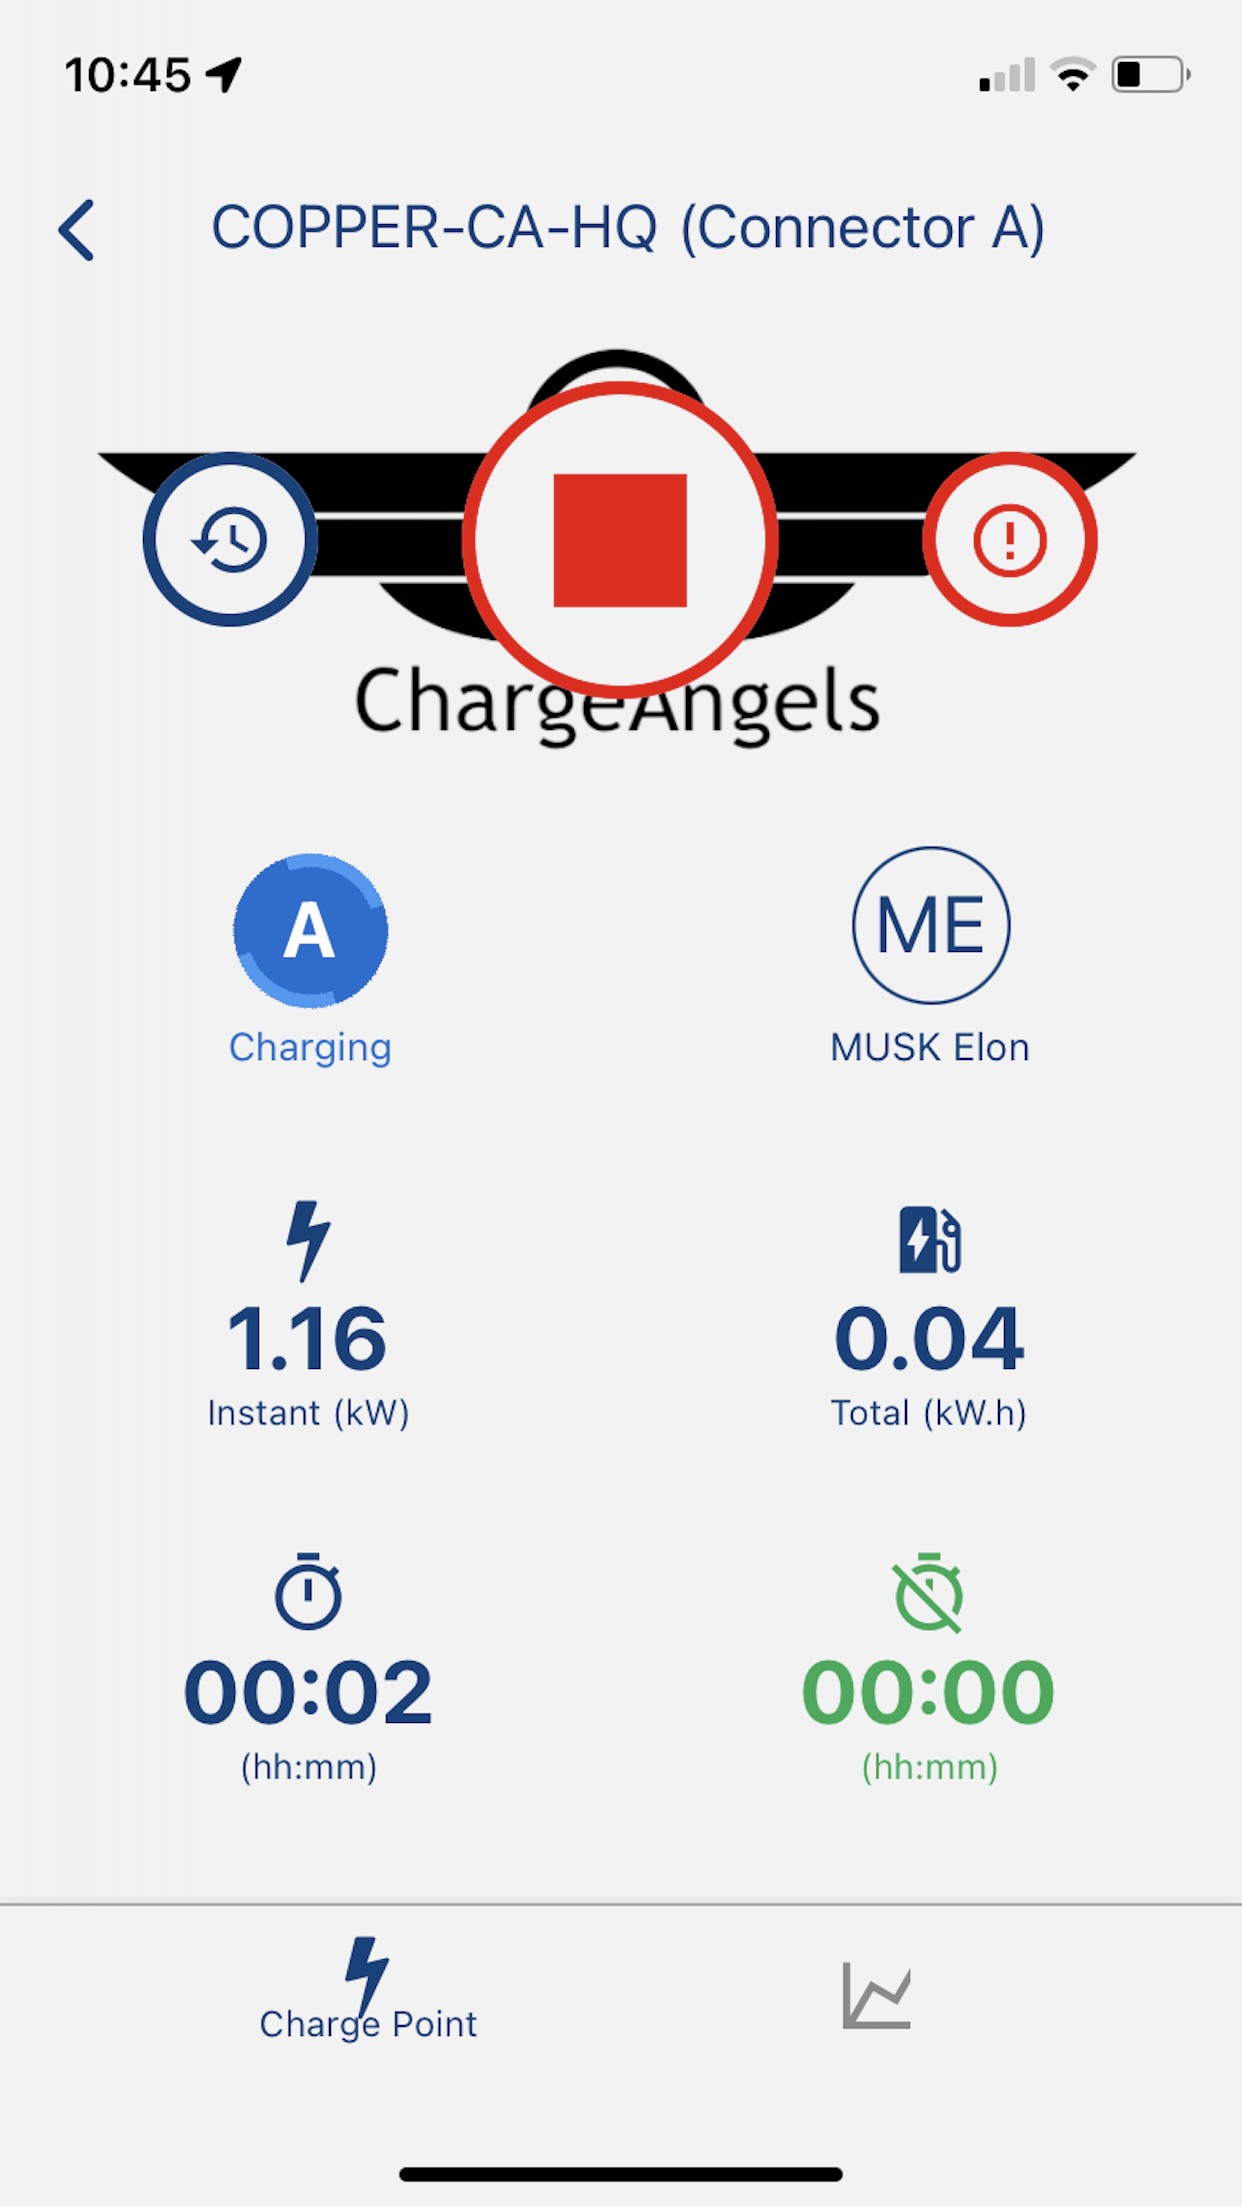 10:45
COPPER-CA-HQ (Connector A)
ChargeAngels
A
ME
Charging
MUSK Elon
1.16
0.04
Instant (kW)
Total (kW.h)
00:02
00:00
(hh:mm)
(hh:mm)
Charge Point